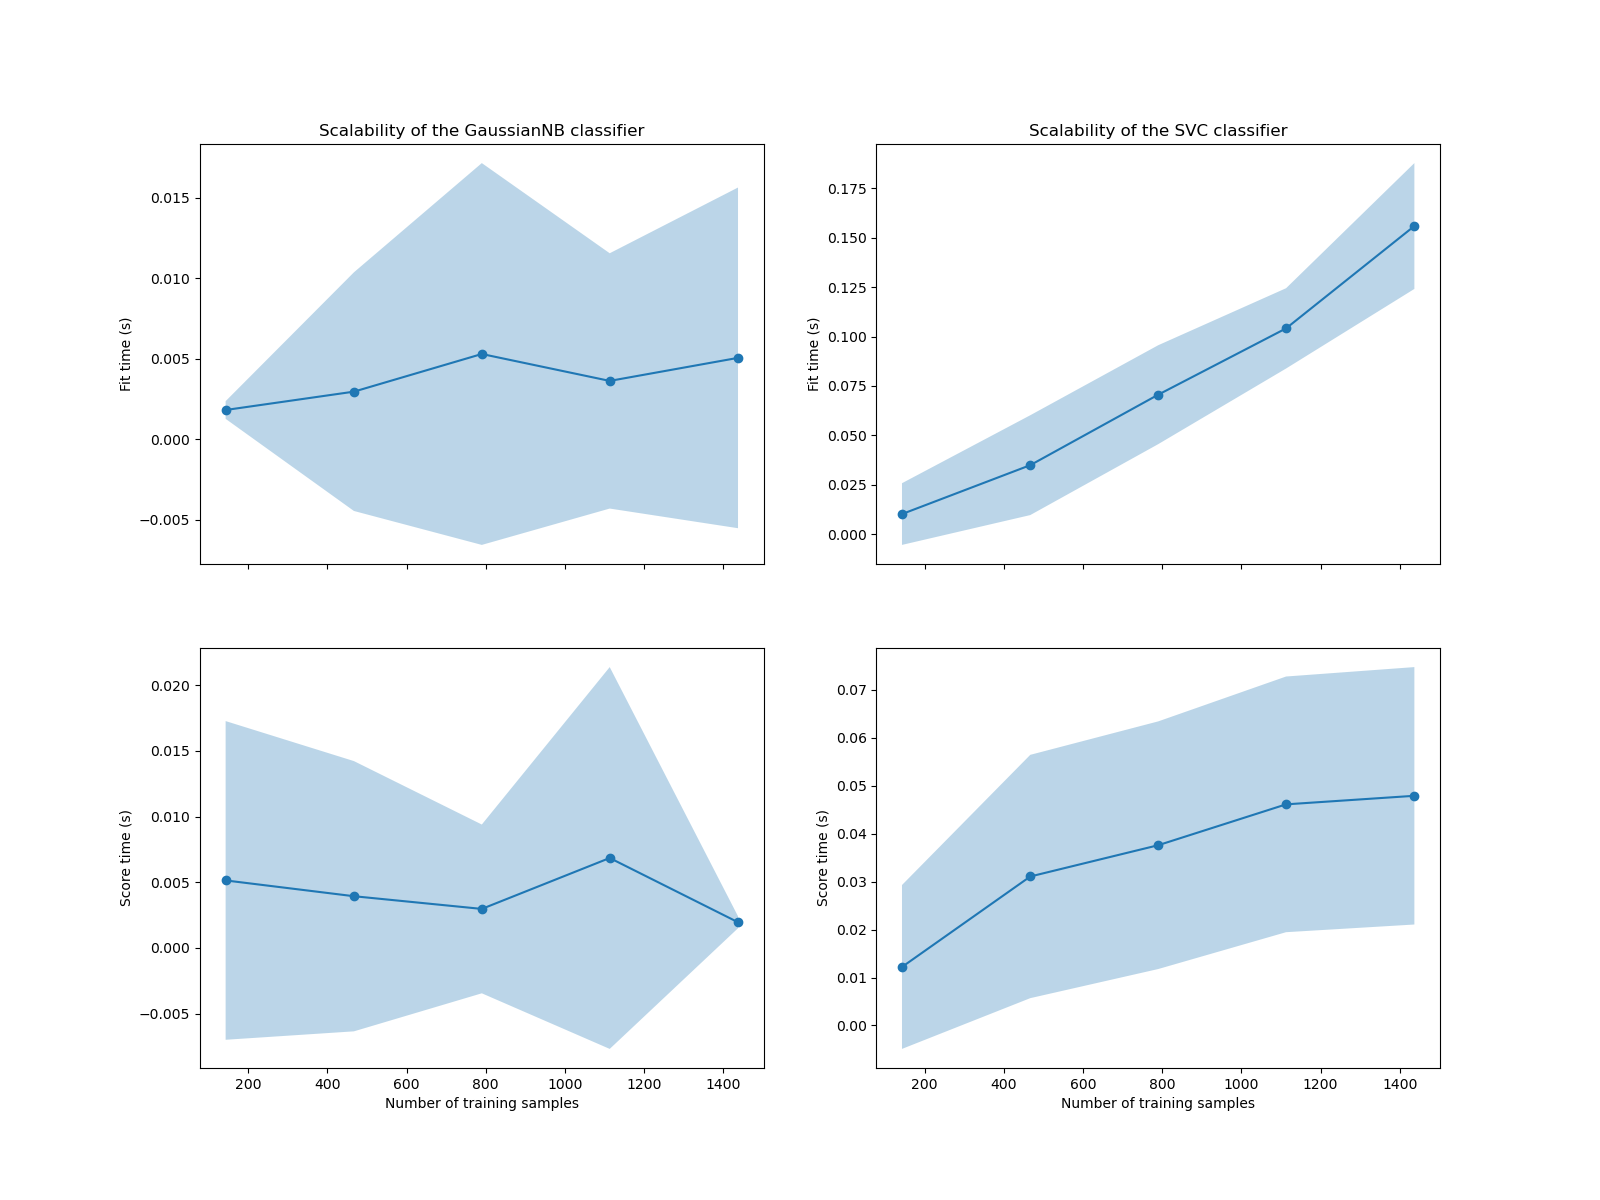 Scalability of the GaussianNB classifier
0.015
0.010
0.005
0.000
−0.005
Fit time (s)
Scalability of the SVC classifier
0.175
0.150
0.125
0.100
0.075
0.050
0.025
0.000
Fit time (s)
0.020
0.015
0.010
0.005
0.000
−0.005
Score time (s)
200 400 600 800 1000 1200 1400
Number of training samples
0.07
0.06
0.05
0.04
0.03
0.02
0.01
0.00
Score time (s)
200 400 600 800 1000 1200 1400
Number of training samples